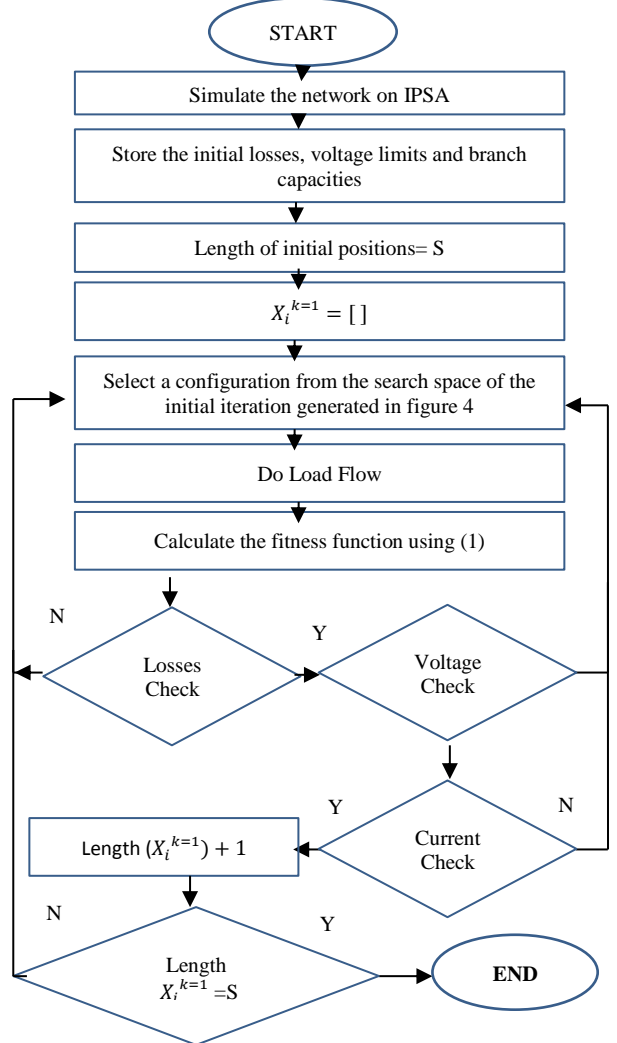 START
Simulate the network on IPSA
Store the initial losses, voltage limits and branch
capacities
Length of initial positions= S
X_i^{k=1} = [ ]
Select a configuration from the search space of the
initial iteration generated in figure 4
Do Load Flow
Calculate the fitness function using (1)
N
Y
Losses
Check
Voltage
Check
Y
N
Length (X_i^{k=1}) + 1
Current
Check
N
Y
Length
X_i^{k=1} =S
END